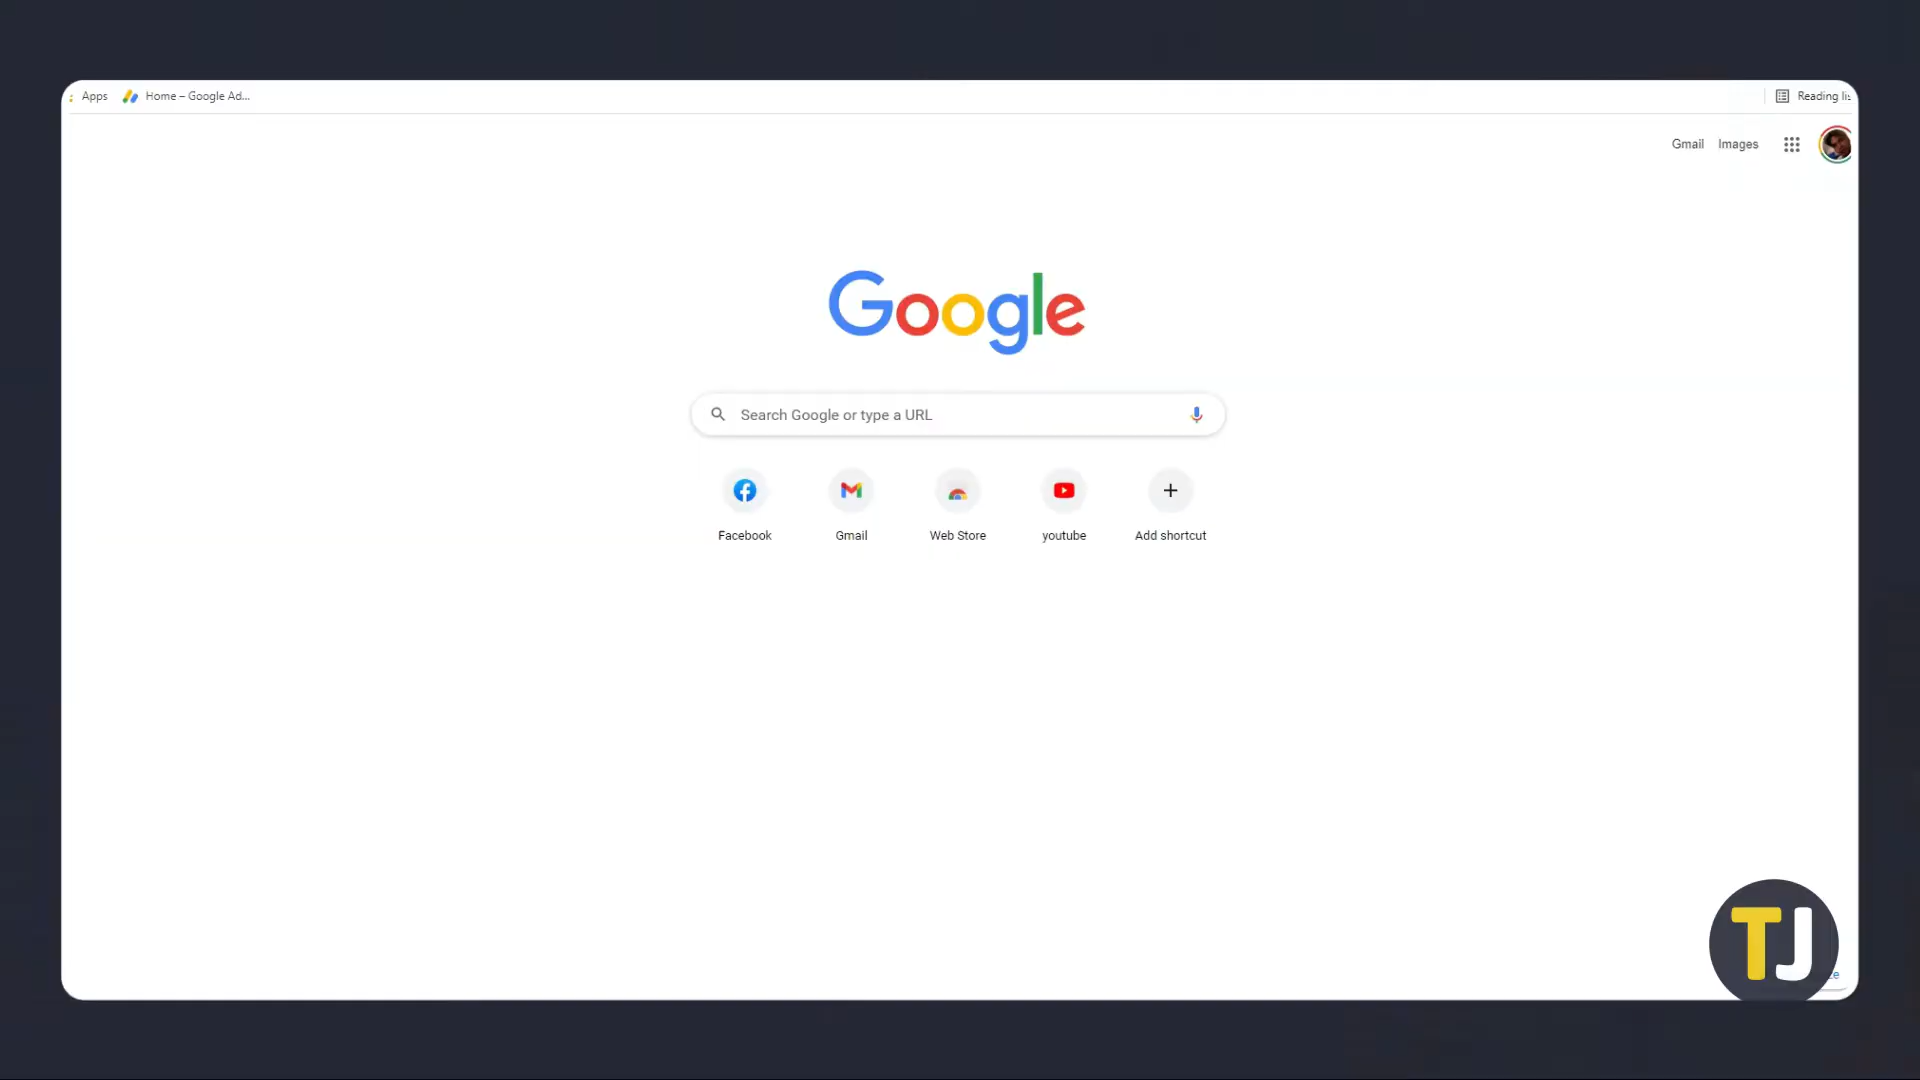 Apps Home – Google Ad... Reading lis
Gmail Images
Google
Search Google or type a URL
Facebook Gmail Web Store youtube Add shortcut
TJ